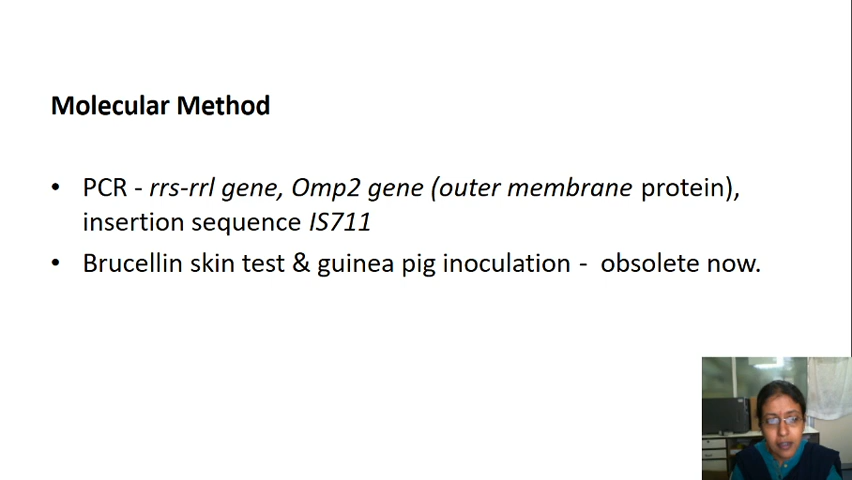 Molecular Method
• PCR - rrs-rrl gene, Omp2 gene (outer membrane protein),
insertion sequence IS711
• Brucellin skin test & guinea pig inoculation - obsolete now.